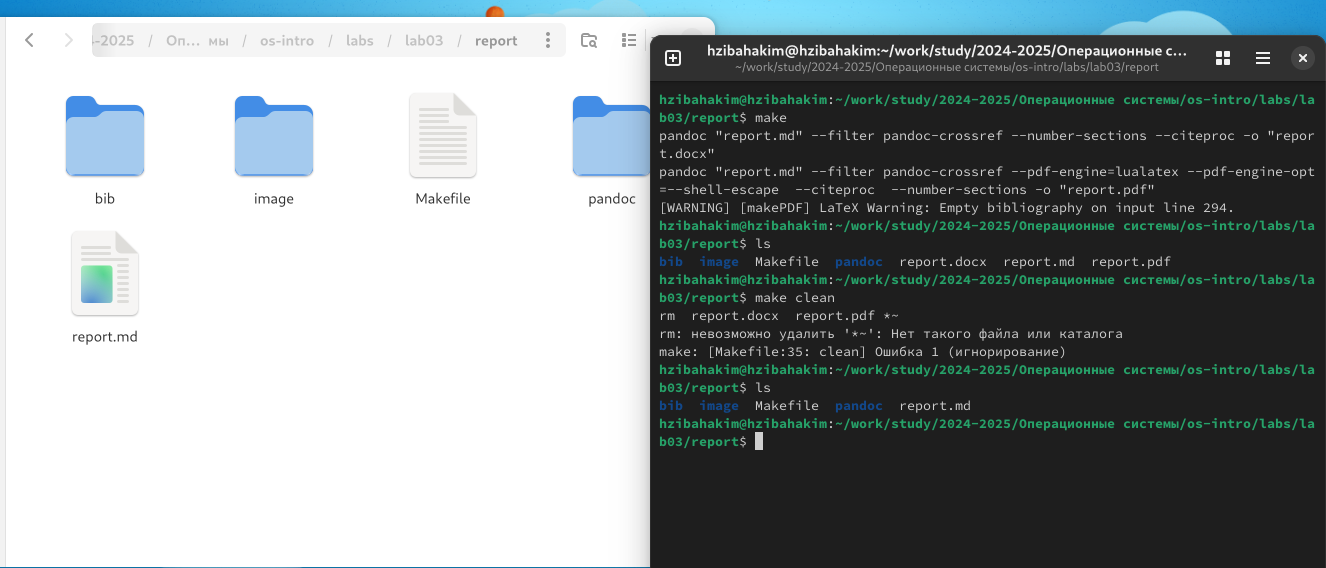 -2025 / Оп… мы / os-intro / labs / lab03 / report
bib
image
Makefile
pandoc
report.md
hzibahakim@hzibahakim:~/work/study/2024-2025/Операционные с…
~/work/study/2024-2025/Операционные системы/os-intro/labs/lab03/report
hzibahakim@hzibahakim:~/work/study/2024-2025/Операционные системы/os-intro/labs/la
b03/report$ make
pandoc "report.md" --filter pandoc-crossref --number-sections --citeproc -o "repor
t.docx"
pandoc "report.md" --filter pandoc-crossref --pdf-engine=lualatex --pdf-engine-opt
=--shell-escape  --citeproc  --number-sections -o "report.pdf"
[WARNING] [makePDF] LaTeX Warning: Empty bibliography on input line 294.
hzibahakim@hzibahakim:~/work/study/2024-2025/Операционные системы/os-intro/labs/la
b03/report$ ls
bib  image  Makefile  pandoc  report.docx  report.md  report.pdf
hzibahakim@hzibahakim:~/work/study/2024-2025/Операционные системы/os-intro/labs/la
b03/report$ make clean
rm  report.docx  report.pdf *~
rm: невозможно удалить '*~': Нет такого файла или каталога
make: [Makefile:35: clean] Ошибка 1 (игнорирование)
hzibahakim@hzibahakim:~/work/study/2024-2025/Операционные системы/os-intro/labs/la
b03/report$ ls
bib  image  Makefile  pandoc  report.md
hzibahakim@hzibahakim:~/work/study/2024-2025/Операционные системы/os-intro/labs/la
b03/report$